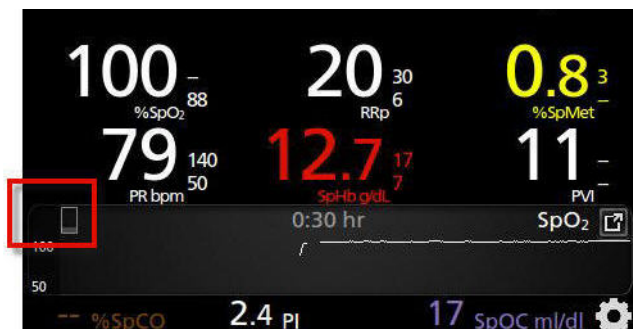 100 – 88 20 30 6 0.8 3 –
%SpO₂ RRp %SpMet
79 140 50 12.7 17 7 11 – –
PR bpm SpHb g/dL PVI
0:30 hr SpO₂
100
50
-- %SpCO 2.4 PI 17 SpOC ml/dl